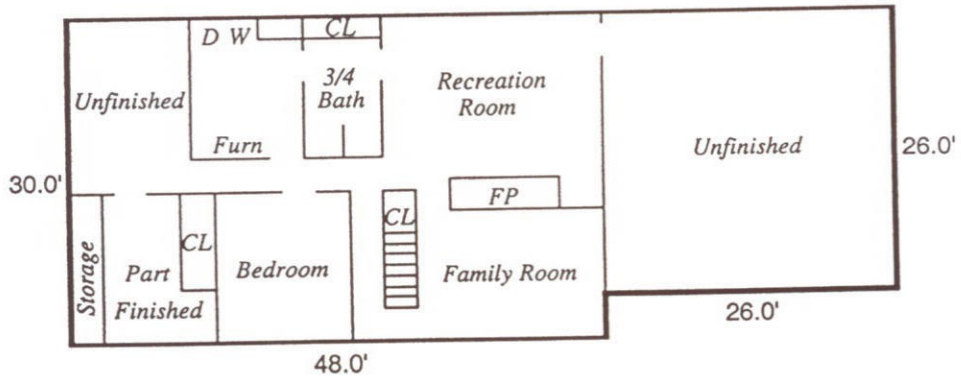 D W
CL
Unfinished
3/4
Bath
Recreation
Room
Furn
Unfinished
26.0'
30.0'
FP
CL
CL
Storage
Part
Finished
Bedroom
Family Room
26.0'
48.0'